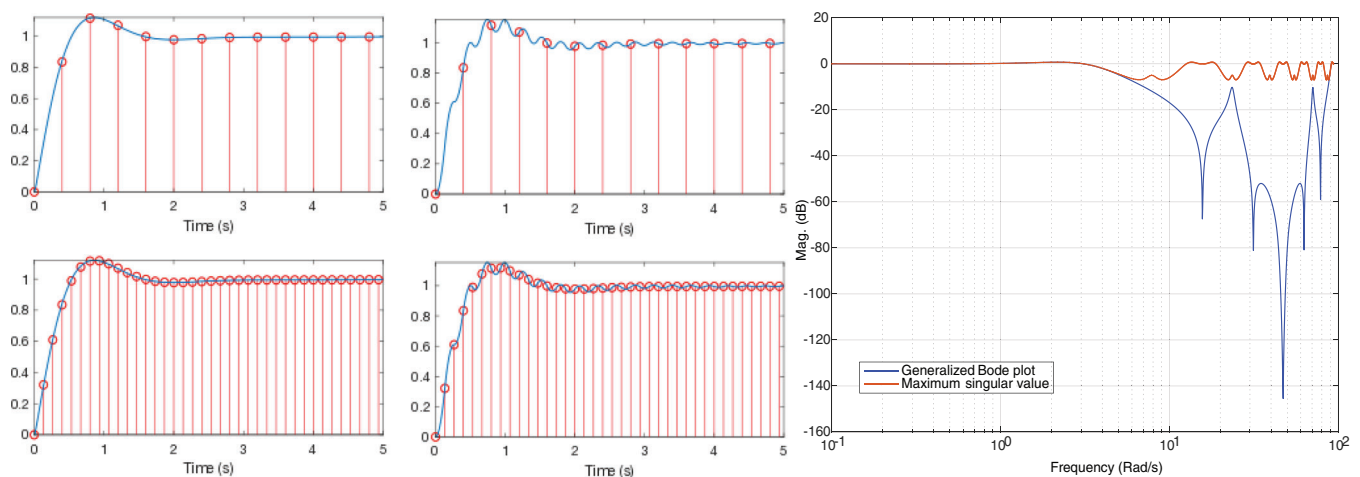 1
0.8
0.6
0.4
0.2
0
0 1 2 3 4 5
Time (s)
1
0.8
0.6
0.4
0.2
0
0 1 2 3 4 5
Time (s)
1
0.8
0.6
0.4
0.2
0
0 1 2 3 4 5
Time (s)
1
0.8
0.6
0.4
0.2
0
0 1 2 3 4 5
Time (s)
20
0
-20
-40
-60
-80
-100
-120
-140
-160
Mag. (dB)
Generalized Bode plot
Maximum singular value
10-1 100 101 102
Frequency (Rad/s)